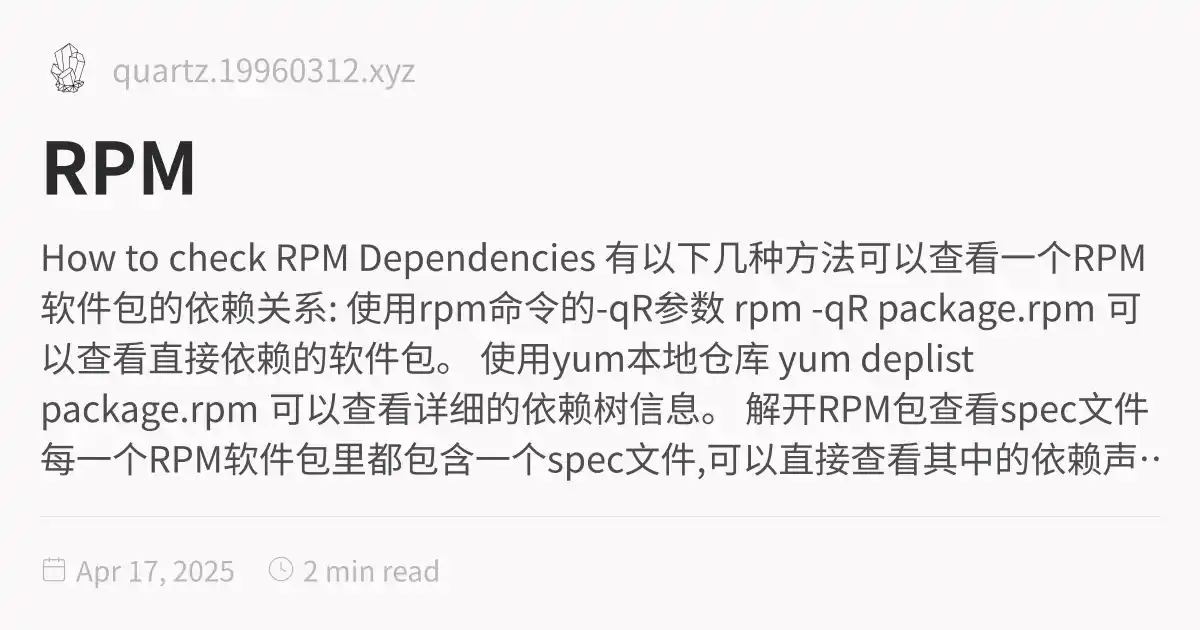 quartz.19960312.xyz
RPM
How to check RPM Dependencies 有以下几种方法可以查看一个RPM
软件包的依赖关系: 使用rpm命令的-qR参数 rpm -qR package.rpm 可
以查看直接依赖的软件包。 使用yum本地仓库 yum deplist
package.rpm 可以查看详细的依赖树信息。 解开RPM包查看spec文件
每一个RPM软件包里都包含一个spec文件,可以直接查看其中的依赖声··
Apr 17, 2025 2 min read